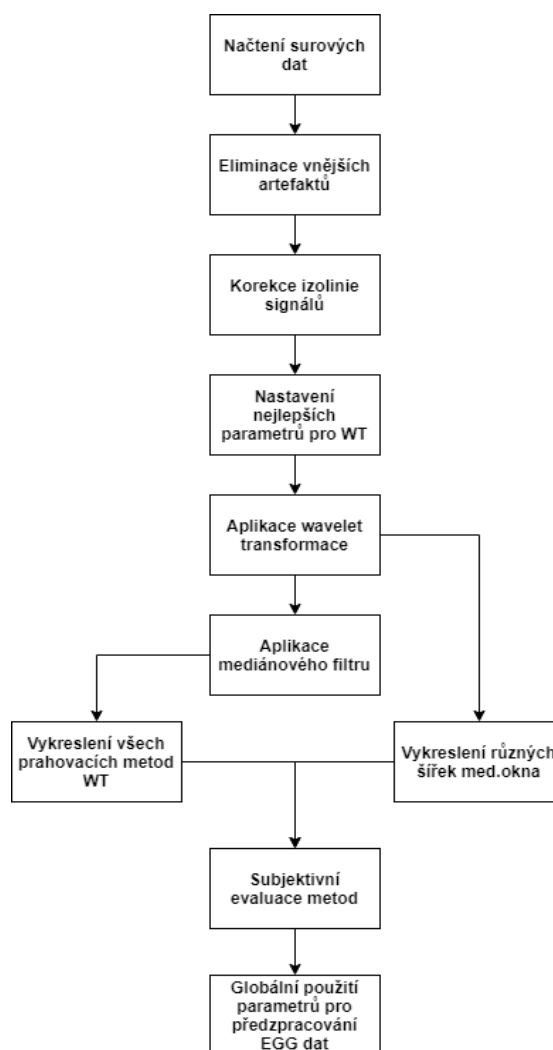 Načtení surových
dat
Eliminace vnějších
artefaktů
Korekce izolinie
signálů
Nastavení
nejlepších
parametrů pro WT
Aplikace wavelet
transformace
Aplikace
mediánového filtru
Vykreslení všech
prahovacích metod
WT
Vykreslení různých
šířek med.okna
Subjektivní
evaluace metod
Globální použití
parametrů pro
předzpracování
EGG dat